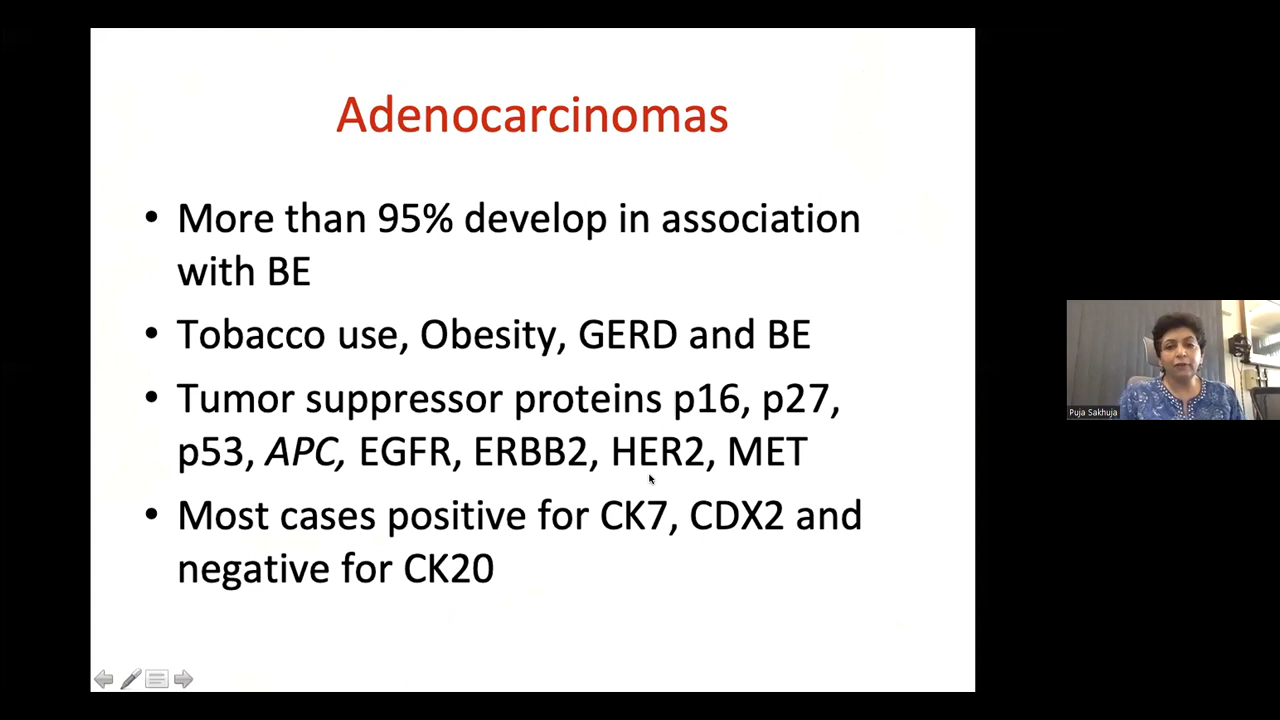 Adenocarcinomas
• More than 95% develop in association
with BE
• Tobacco use, Obesity, GERD and BE
• Tumor suppressor proteins p16, p27,
p53, APC, EGFR, ERBB2, HER2, MET
• Most cases positive for CK7, CDX2 and
negative for CK20
Puja Sakhuja